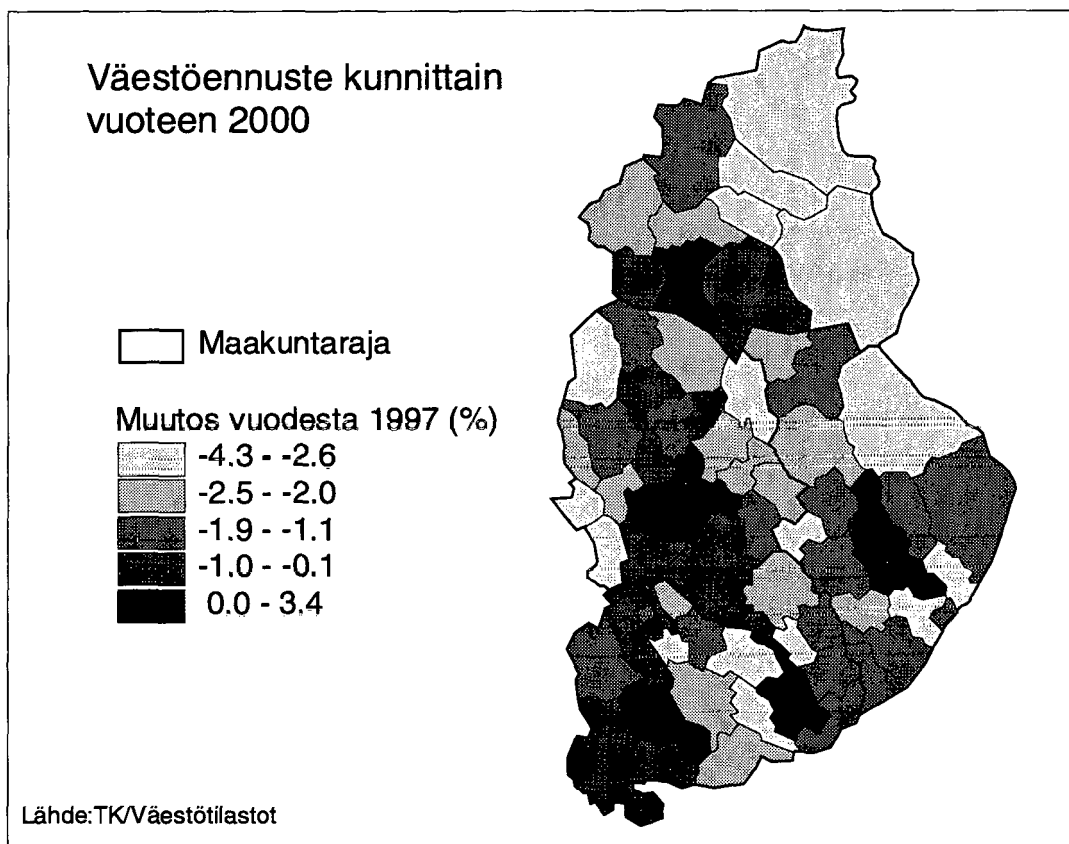 Väestöennuste kunnittain
vuoteen 2000
Maakuntaraja
Muutos vuodesta 1997 (%)
-4.3 - -2.6
-2.5 - -2.0
-1.9 - -1.1
-1.0 - -0.1
0.0 - 3.4
Lähde:TK/Väestötilastot